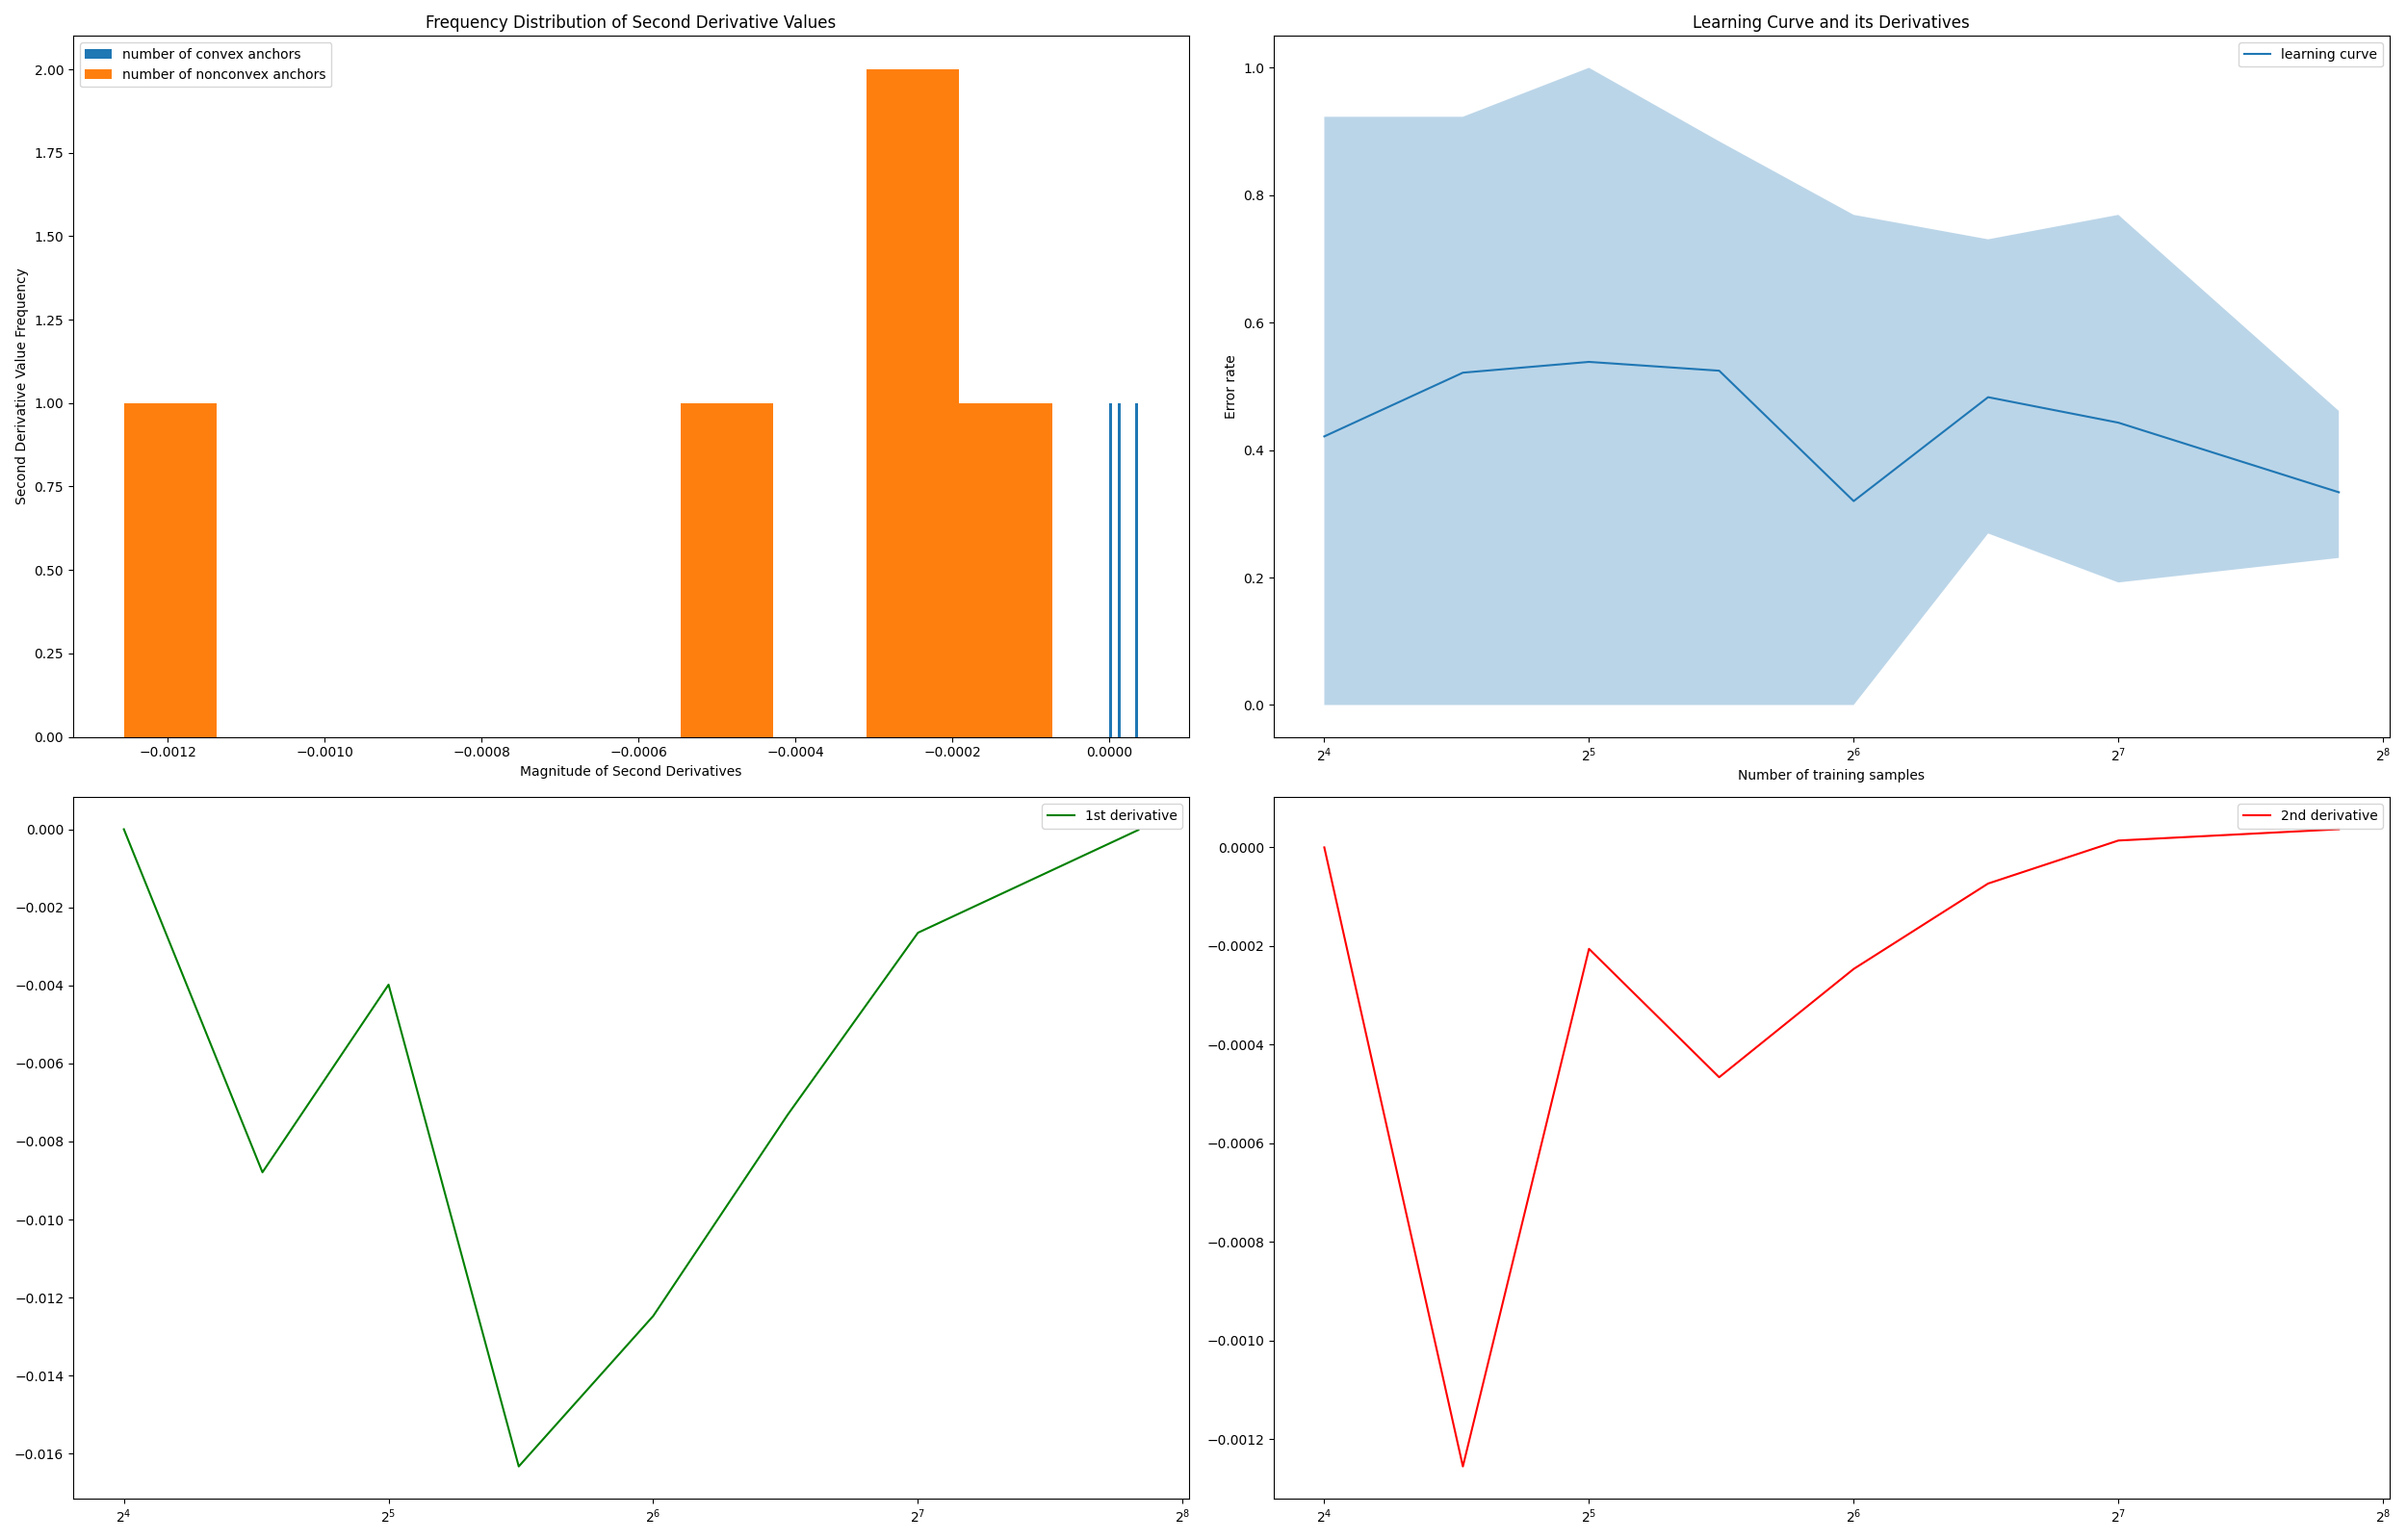 Frequency Distribution of Second Derivative Values
number of convex anchors
number of nonconvex anchors
Second Derivative Value Frequency
2.00
1.75
1.50
1.25
1.00
0.75
0.50
0.25
0.00
−0.0012 −0.0010 −0.0008 −0.0006 −0.0004 −0.0002 0.0000
Magnitude of Second Derivatives
Learning Curve and its Derivatives
learning curve
Error rate
1.0
0.8
0.6
0.4
0.2
0.0
2⁴ 2⁵ 2⁶ 2⁷ 2⁸
Number of training samples
1st derivative
0.000
−0.002
−0.004
−0.006
−0.008
−0.010
−0.012
−0.014
−0.016
2⁴ 2⁵ 2⁶ 2⁷ 2⁸
2nd derivative
0.0000
−0.0002
−0.0004
−0.0006
−0.0008
−0.0010
−0.0012
2⁴ 2⁵ 2⁶ 2⁷ 2⁸